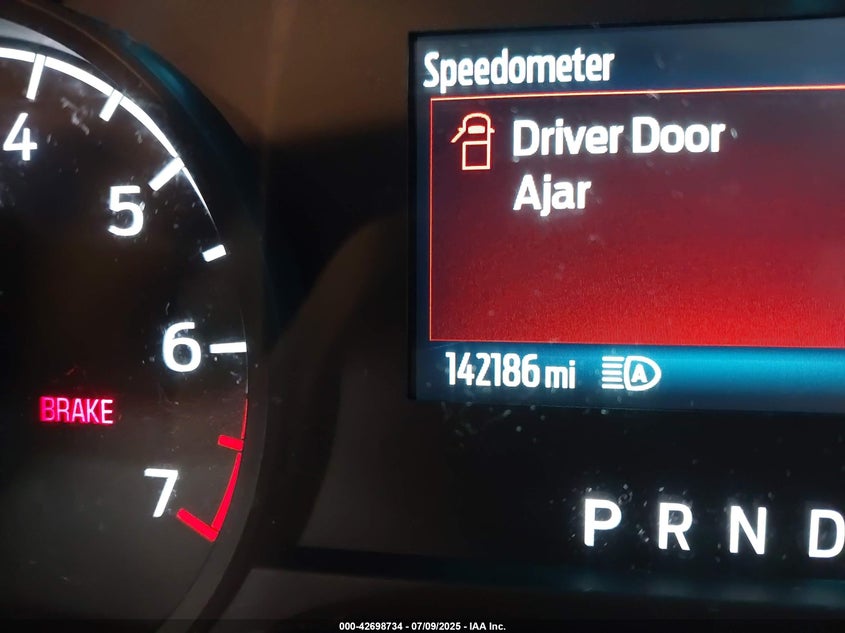 Speedometer
Driver Door
Ajar
4
5
6
7
BRAKE
142186 mi
A
P R N D
000-42698734 - 07/09/2025 - IAA Inc.